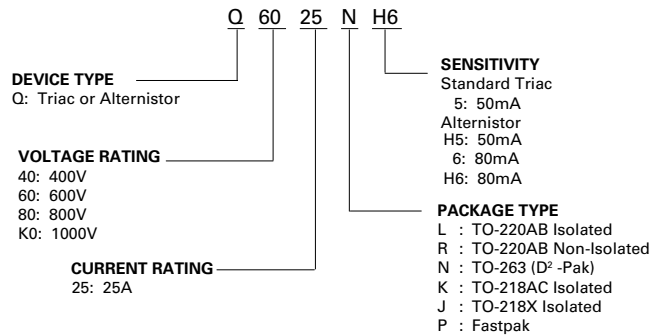 Q 60 25 N H6
DEVICE TYPE
Q: Triac or Alternistor
VOLTAGE RATING
40: 400V
60: 600V
80: 800V
K0: 1000V
CURRENT RATING
25: 25A
SENSITIVITY
Standard Triac
5: 50mA
Alternistor
H5: 50mA
6: 80mA
H6: 80mA
PACKAGE TYPE
L : TO-220AB Isolated
R : TO-220AB Non-Isolated
N : TO-263 (D² -Pak)
K : TO-218AC Isolated
J : TO-218X Isolated
P : Fastpak